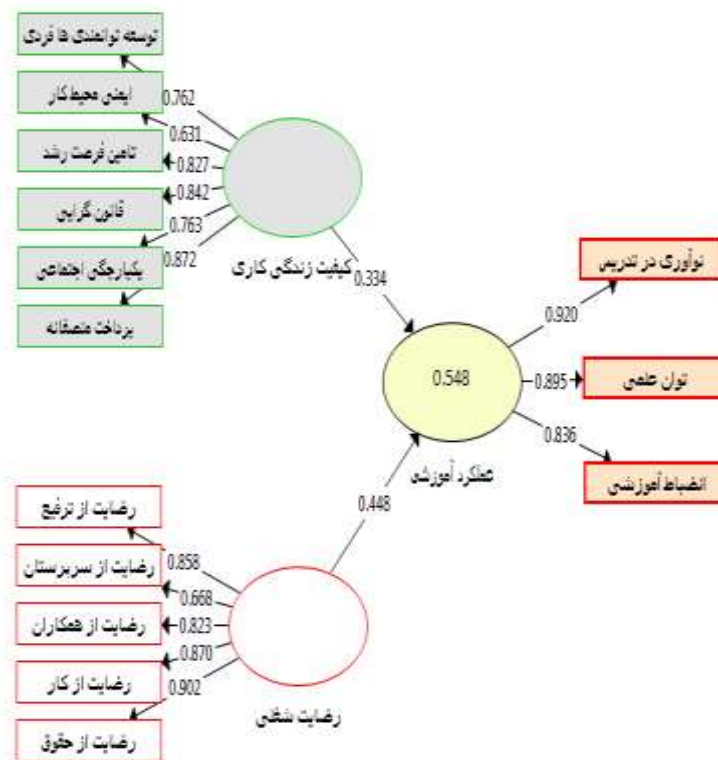 توسعه توانمندی ها فردی
ایمنی محیط کار
تامین فرصت رشد
قانون گرایی
یکپارچگی اجتماعی
پرداخت منصفانه
0.762
0.631
0.827
0.842
0.763
0.872
کیفیت زندگی کاری
0.334
نوآوری در تدریس
توان علمی
انضباط آموزشی
0.920
0.895
0.836
0.548
عملکرد آموزشی
0.448
رضایت از ترفیع
رضایت از سرپرستان
رضایت از همکاران
رضایت از کار
رضایت از حقوق
0.858
0.668
0.823
0.870
0.902
رضایت شغلی